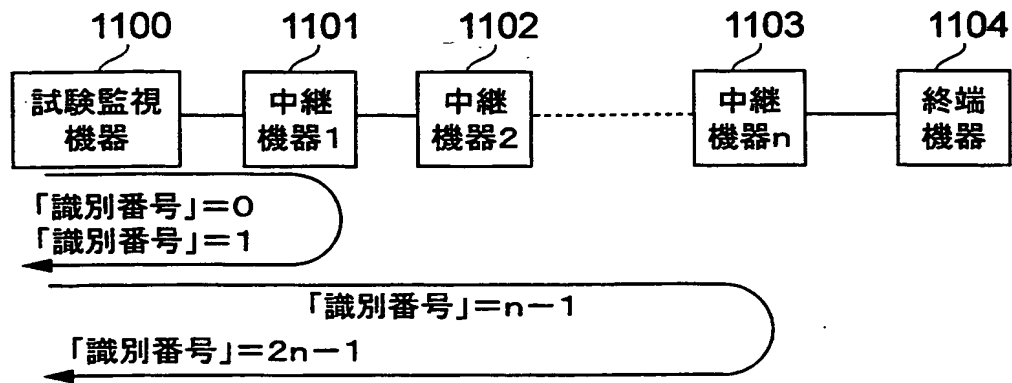 1100
1101
1102
1103
1104
試験監視
機器
中継
機器1
中継
機器2
中継
機器n
終端
機器
「識別番号」=0
「識別番号」=1
「識別番号」=n-1
「識別番号」=2n-1